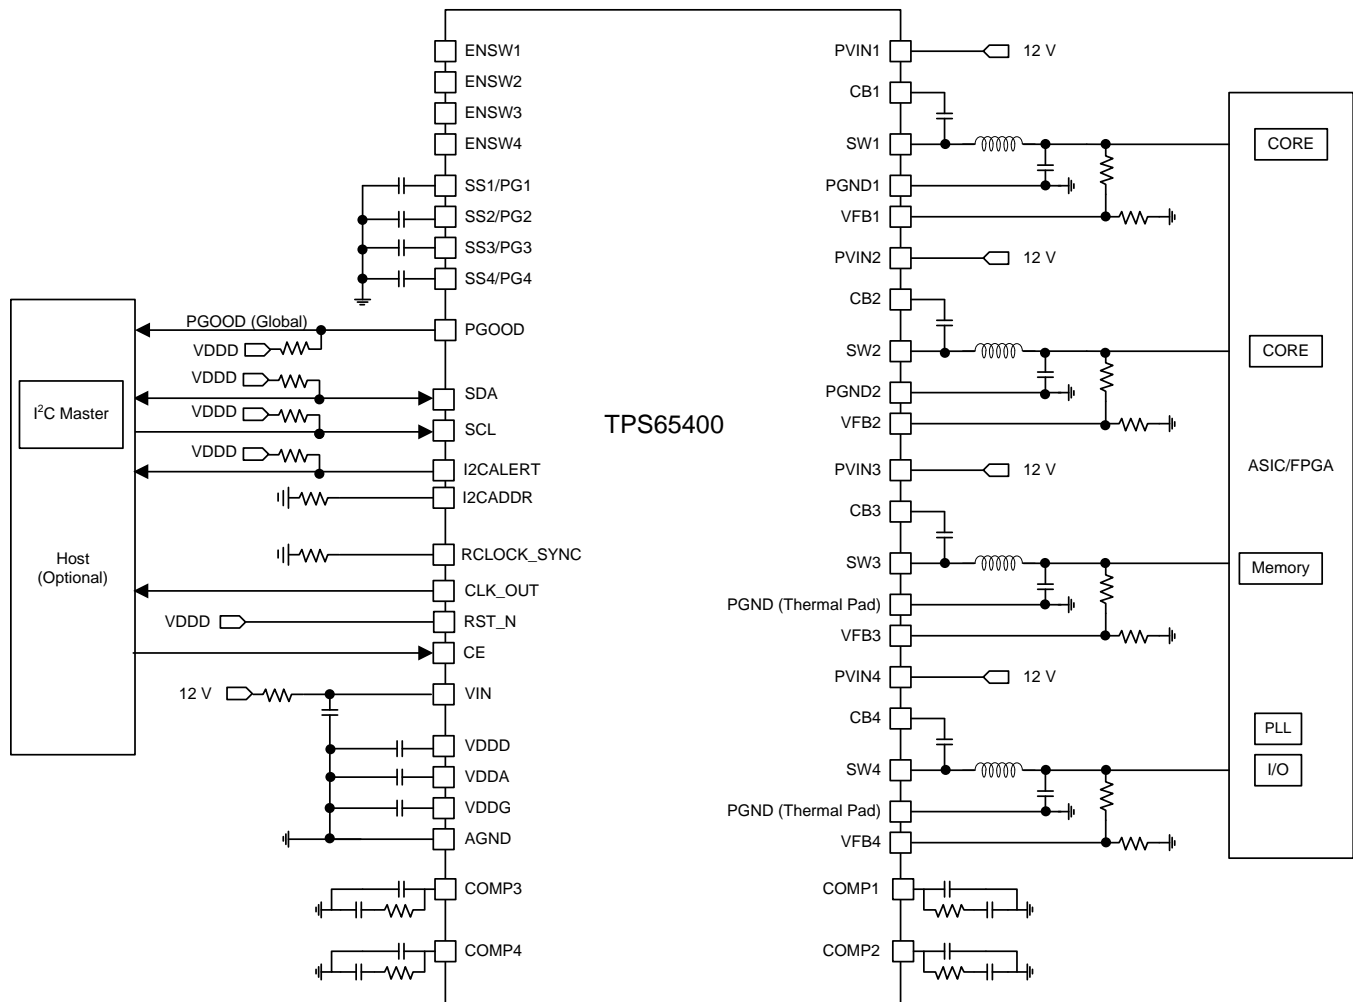 ENSW1
ENSW2
ENSW3
ENSW4
SS1/PG1
SS2/PG2
SS3/PG3
SS4/PG4
PGOOD (Global)
PGOOD
VDDD
VDDD
SDA
VDDD
SCL
VDDD
I2CALERT
I2CADDR
RCLOCK_SYNC
CLK_OUT
VDDD
RST_N
CE
12 V
VIN
VDDD
VDDA
VDDG
AGND
COMP3
COMP4
I²C Master
Host
(Optional)
TPS65400
PVIN1
12 V
CB1
SW1
PGND1
VFB1
PVIN2
12 V
CB2
SW2
PGND2
VFB2
PVIN3
12 V
CB3
SW3
PGND (Thermal Pad)
VFB3
PVIN4
12 V
CB4
SW4
PGND (Thermal Pad)
VFB4
COMP1
COMP2
CORE
CORE
ASIC/FPGA
Memory
PLL
I/O